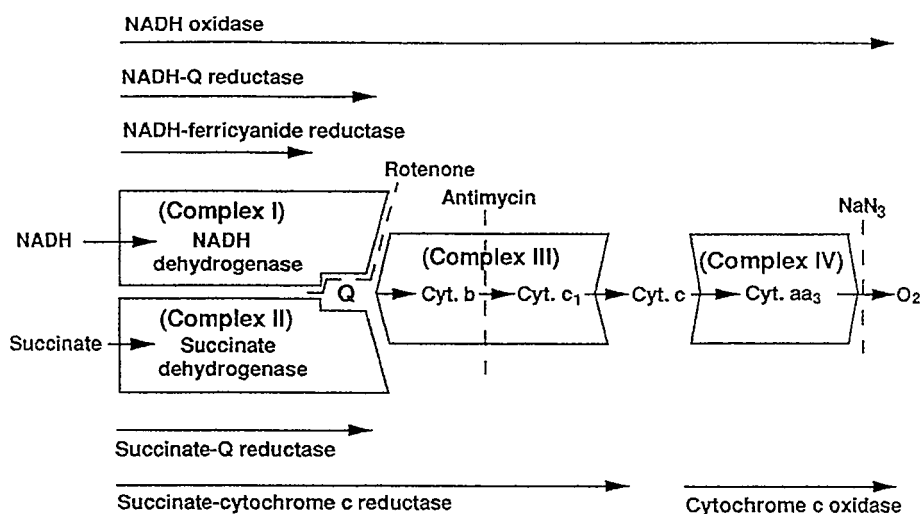 NADH oxidase
NADH-Q reductase
NADH-ferricyanide reductase
Rotenone
Antimycin
NaN₃
(Complex I)
NADH
NADH
dehydrogenase
(Complex III)
(Complex IV)
Q
Cyt. b
Cyt. c₁
Cyt. c
Cyt. aa₃
O₂
(Complex II)
Succinate
Succinate
dehydrogenase
Succinate-Q reductase
Succinate-cytochrome c reductase
Cytochrome c oxidase